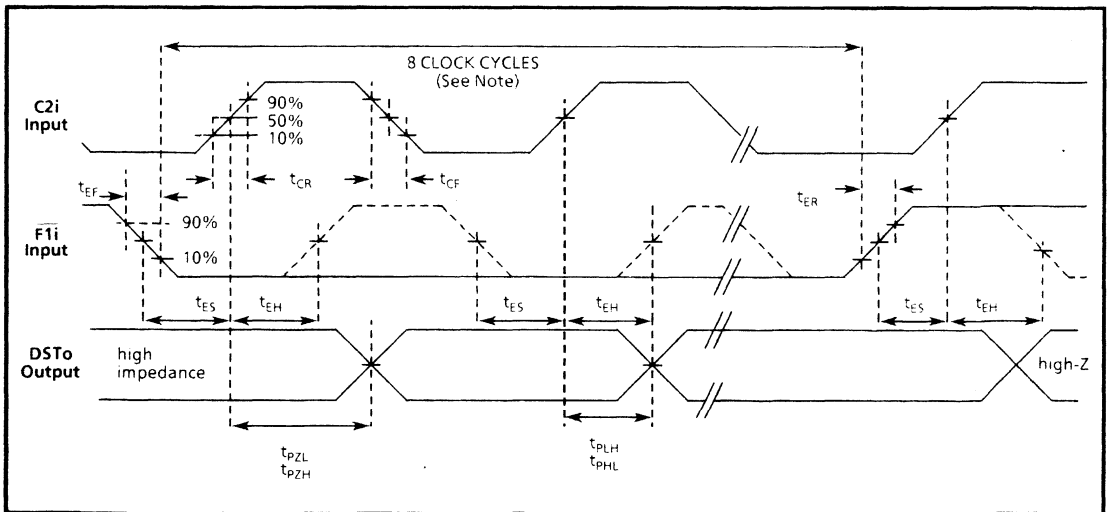 8 CLOCK CYCLES
(See Note)
C2i
Input
90%
50%
10%
tCR
tCF
tEF
tER
F1i
Input
90%
10%
tES
tEH
tES
tEH
tES
tEH
DSTo
Output
high
impedance
high-Z
tPZL
tPZH
tPLH
tPHL